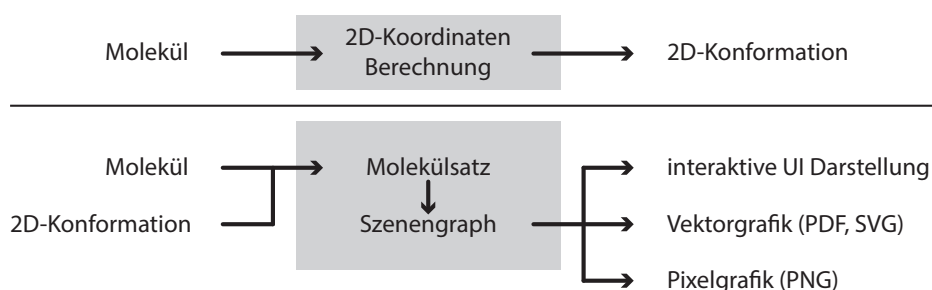 Molekül
2D-Koordinaten
Berechnung
2D-Konformation
Molekül
2D-Konformation
Molekülsatz
Szenengraph
interaktive UI Darstellung
Vektorgrafik (PDF, SVG)
Pixelgrafik (PNG)